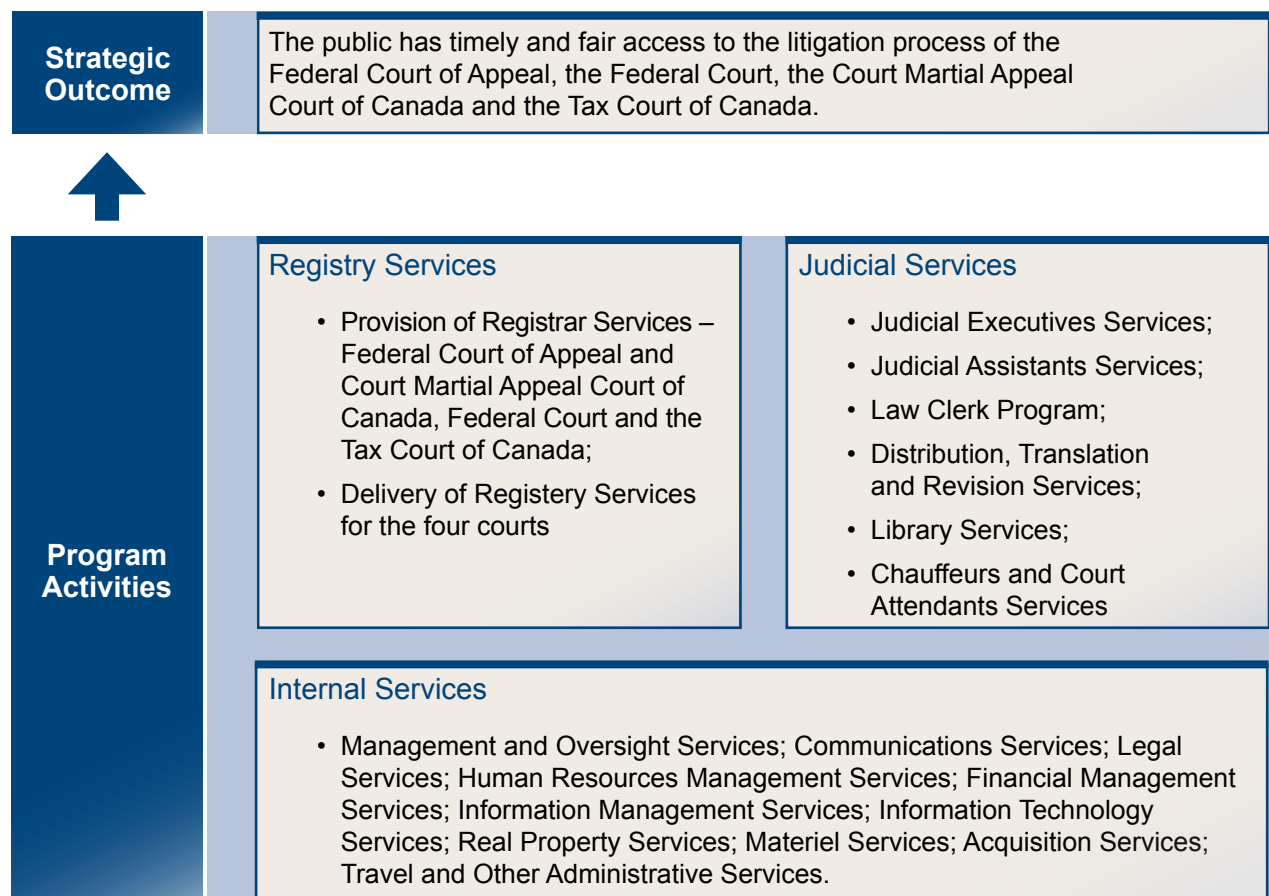 Strategic
Outcome
The public has timely and fair access to the litigation process of the
Federal Court of Appeal, the Federal Court, the Court Martial Appeal
Court of Canada and the Tax Court of Canada.
Program
Activities
Registry Services
• Provision of Registrar Services –
Federal Court of Appeal and
Court Martial Appeal Court of
Canada, Federal Court and the
Tax Court of Canada;
• Delivery of Registery Services
for the four courts
Judicial Services
• Judicial Executives Services;
• Judicial Assistants Services;
• Law Clerk Program;
• Distribution, Translation
and Revision Services;
• Library Services;
• Chauffeurs and Court
Attendants Services
Internal Services
• Management and Oversight Services; Communications Services; Legal
Services; Human Resources Management Services; Financial Management
Services; Information Management Services; Information Technology
Services; Real Property Services; Materiel Services; Acquisition Services;
Travel and Other Administrative Services.